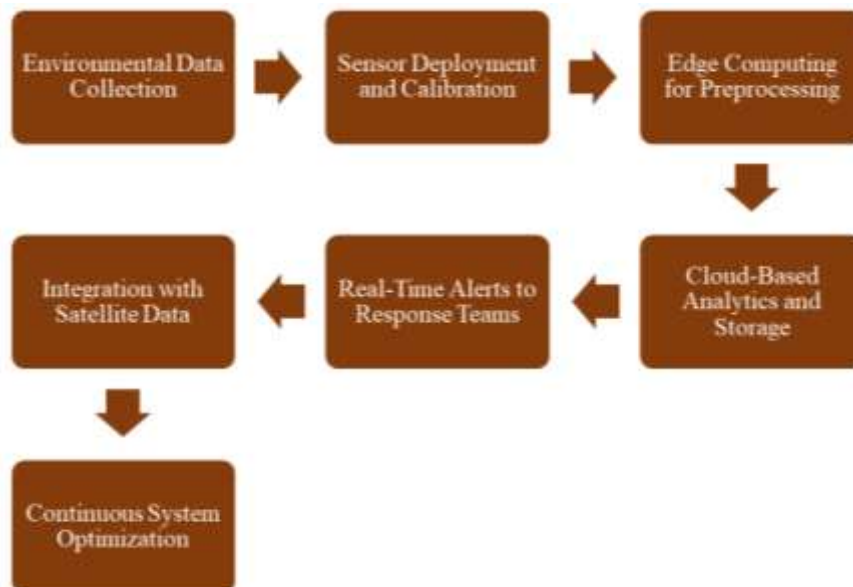 Environmental Data
Collection
Sensor Deployment
and Calibration
Edge Computing
for Preprocessing
Cloud-Based
Analytics and
Storage
Real-Time Alerts to
Response Teams
Integration with
Satellite Data
Continuous System
Optimization